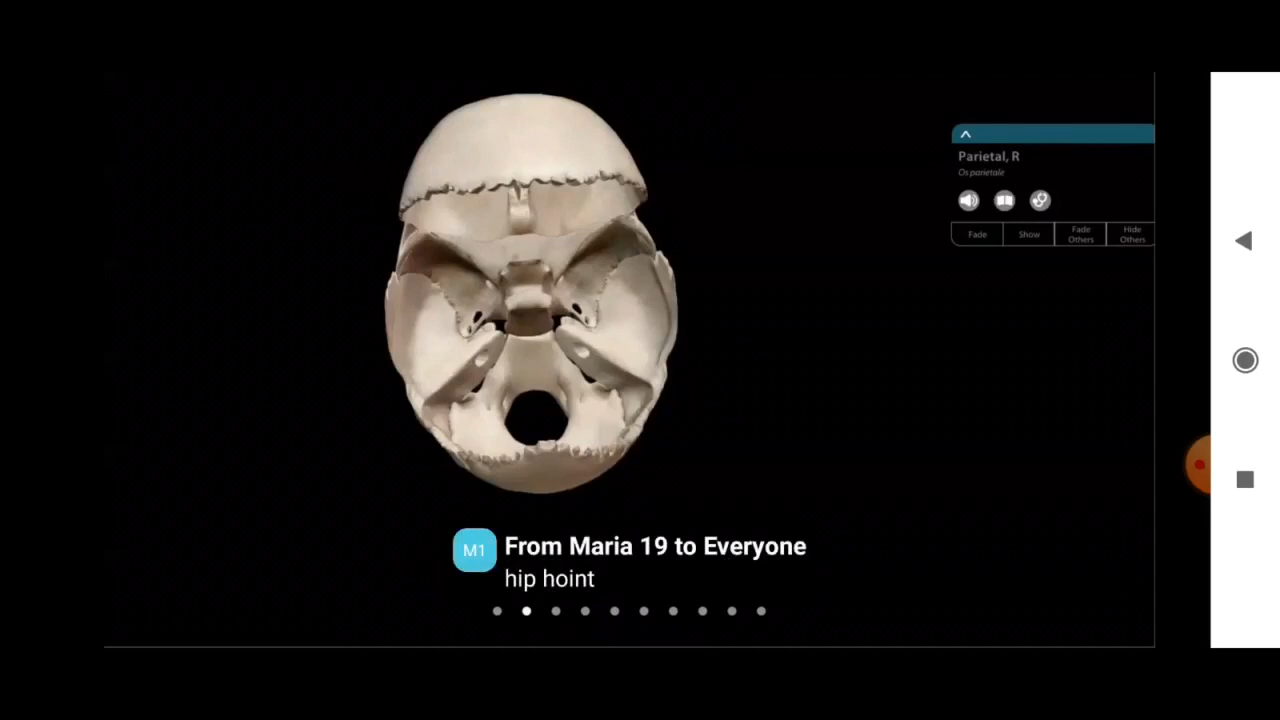 Parietal, R
Os parietale
Fade
Show
Fade
Others
Hide
Others
M1
From Maria 19 to Everyone
hip hoint